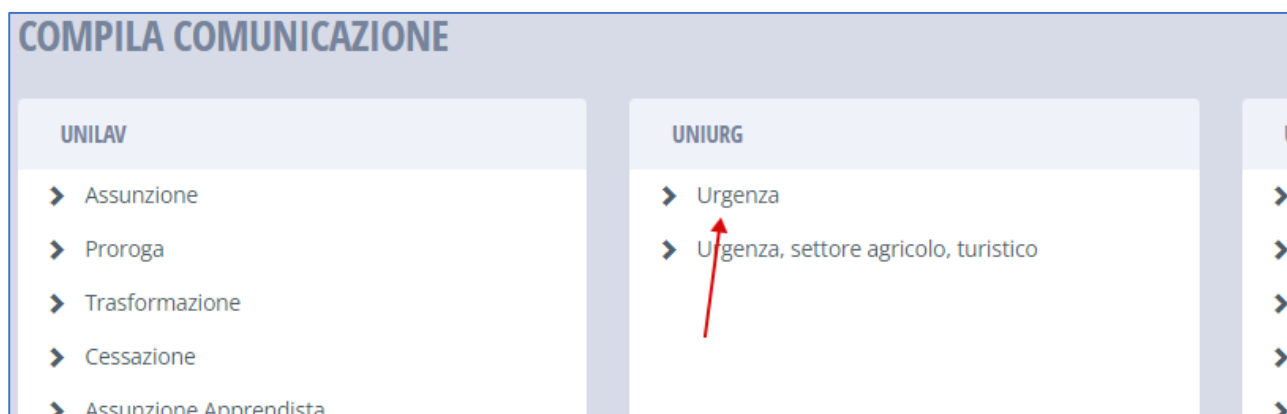 COMPILA COMUNICAZIONE
UNILAV
Assunzione
Proroga
Trasformazione
Cessazione
Assunzione Apprendista
UNIURG
Urgenza
Urgenza, settore agricolo, turistico